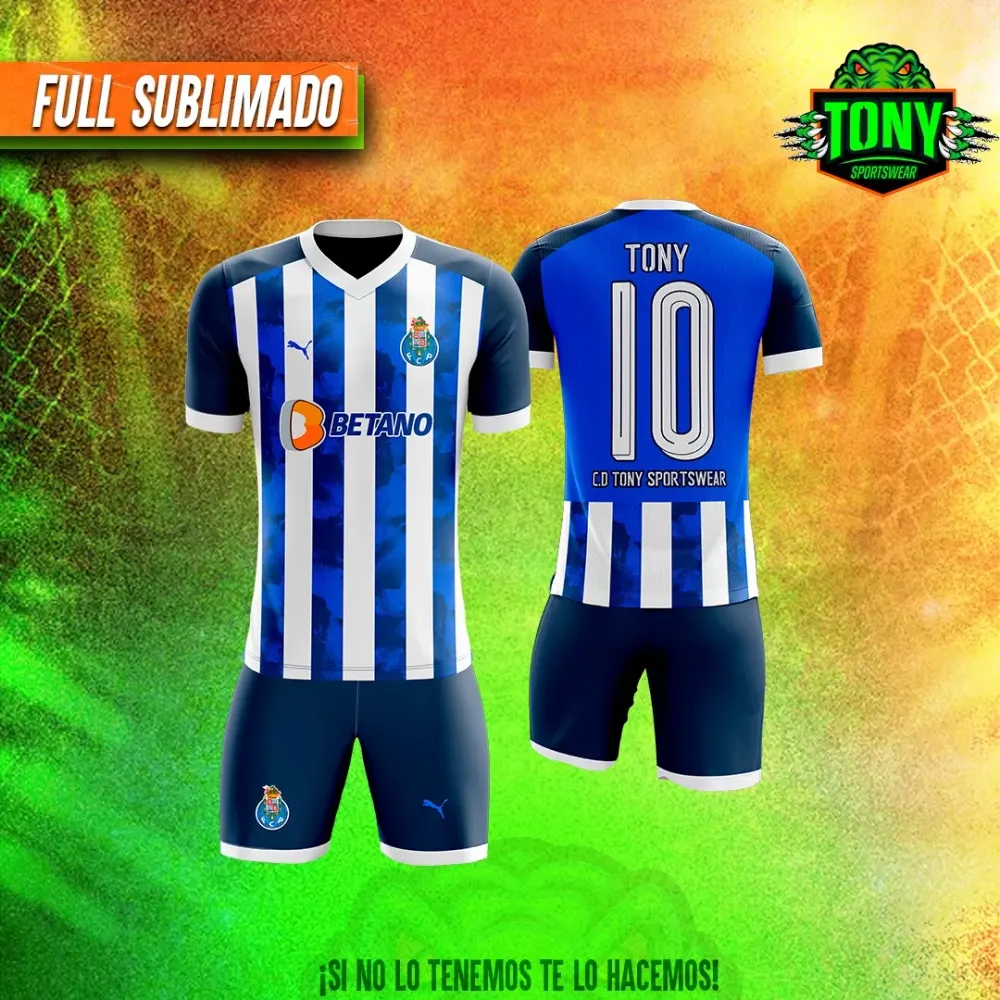 FULL SUBLIMADO
TONY
SPORTSWEAR
TONY
10
F.C.P
BETANO
C.D TONY SPORTSWEAR
F.C.P
¡SI NO LO TENEMOS TE LO HACEMOS!